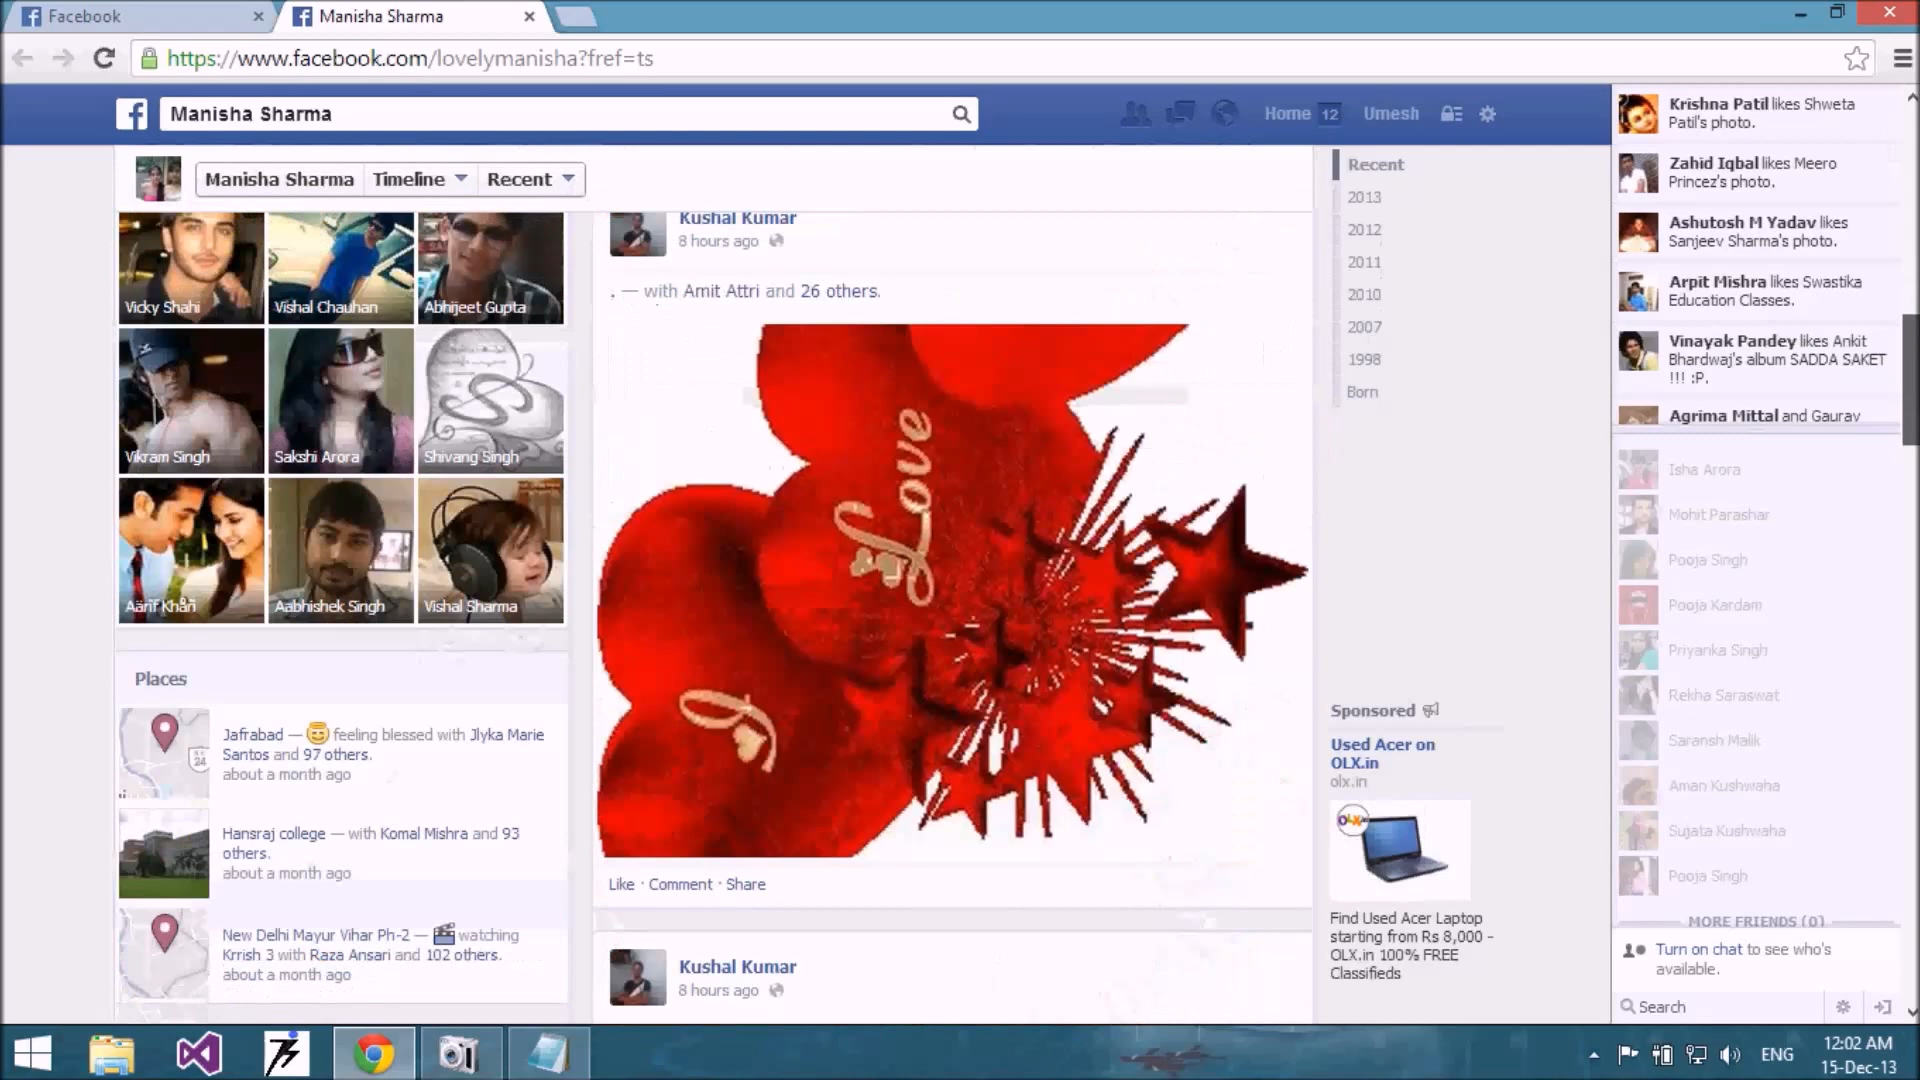 Facebook
Manisha Sharma
https://www.facebook.com/lovelymanisha?fref=ts
Manisha Sharma
Home 12
Umesh
Manisha Sharma
Timeline
Recent
Vicky Shahi
Vishal Chauhan
Abhijeet Gupta
Vikram Singh
Sakshi Arora
Shivang Singh
Aärïf Khåñ
Aabhishek Singh
Vishal Sharma
Places
Jafrabad — 😇 feeling blessed with Jlyka Marie
Santos and 97 others.
about a month ago
24
Hansraj college — with Komal Mishra and 93
others.
about a month ago
New Delhi Mayur Vihar Ph-2 — watching
Krrish 3 with Raza Ansari and 102 others.
about a month ago
Kushal Kumar
8 hours ago
. — with Amit Attri and 26 others.
I
Love
Like · Comment · Share
Kushal Kumar
8 hours ago
Recent
2013
2012
2011
2010
2007
1998
Born
Sponsored
Used Acer on
OLX.in
olx.in
OLX
Find Used Acer Laptop
starting from Rs 8,000 -
OLX.in 100% FREE
Classifieds
Krishna Patil likes Shweta
Patil's photo.
Zahid Iqbal likes Meero
Princez's photo.
Ashutosh M Yadav likes
Sanjeev Sharma's photo.
Arpit Mishra likes Swastika
Education Classes.
Vinayak Pandey likes Ankit
Bhardwaj's album SADDA SAKET
!!! :P.
Agrima Mittal and Gaurav
Isha Arora
Mohit Parashar
Pooja Singh
Pooja Kardam
Priyanka Singh
Rekha Saraswat
Saransh Malik
Aman Kushwaha
Sujata Kushwaha
Pooja Singh
MORE FRIENDS (0)
Turn on chat to see who's
available.
Search
ENG
12:02 AM
15-Dec-13